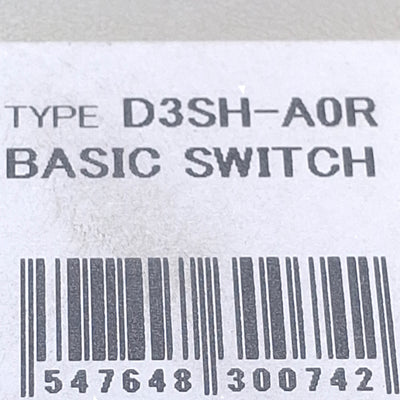 TYPE D3SH-A0R
BASIC SWITCH
547648 300742